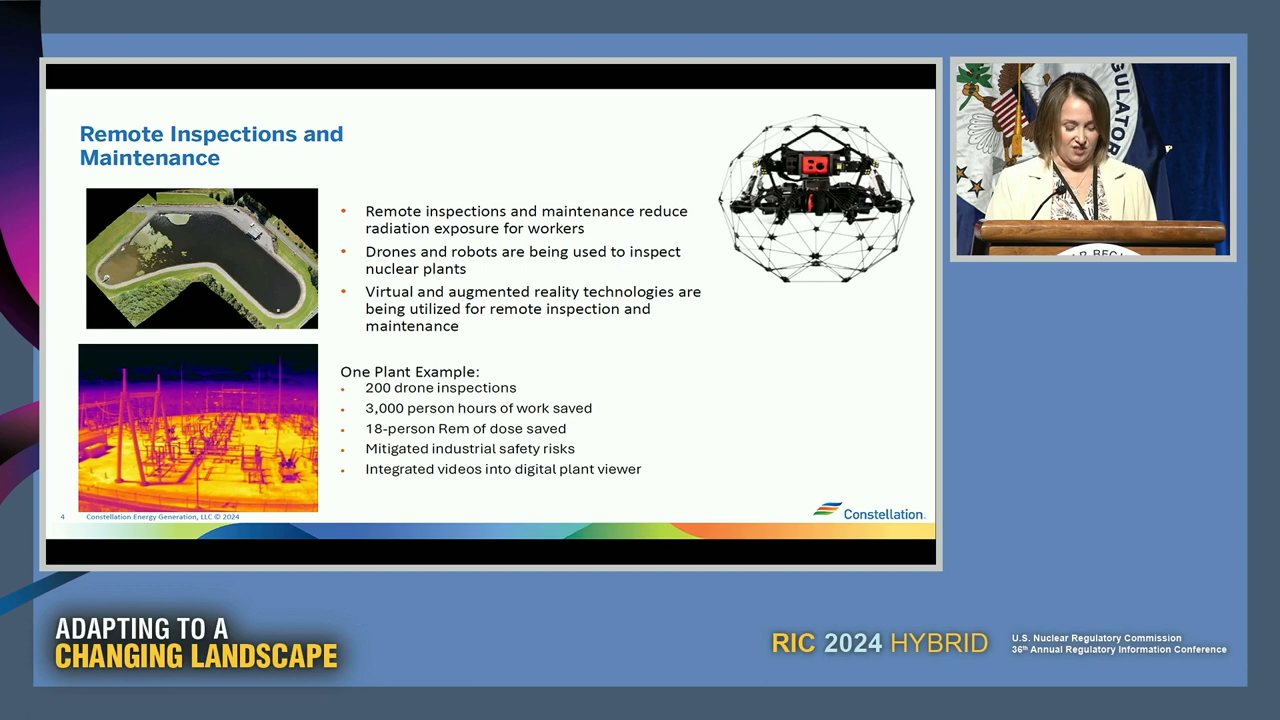 Remote Inspections and
Maintenance
• Remote inspections and maintenance reduce
radiation exposure for workers
• Drones and robots are being used to inspect
nuclear plants
• Virtual and augmented reality technologies are
being utilized for remote inspection and
maintenance
One Plant Example:
• 200 drone inspections
• 3,000 person hours of work saved
• 18-person Rem of dose saved
• Mitigated industrial safety risks
• Integrated videos into digital plant viewer
4 Constellation Energy Generation, LLC © 2024
Constellation.
GULATOR
AR REGU
ADAPTING TO A
CHANGING LANDSCAPE
RIC 2024 HYBRID
U.S. Nuclear Regulatory Commission
36th Annual Regulatory Information Conference